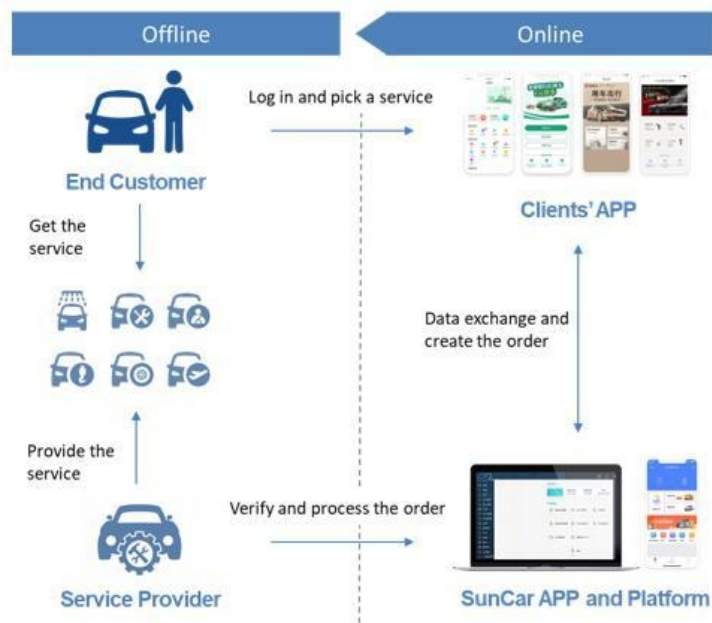 Offline
Online
Log in and pick a service
End Customer
Clients' APP
Get the
service
Data exchange and
create the order
Provide the
service
Verify and process the order
Service Provider
SunCar APP and Platform